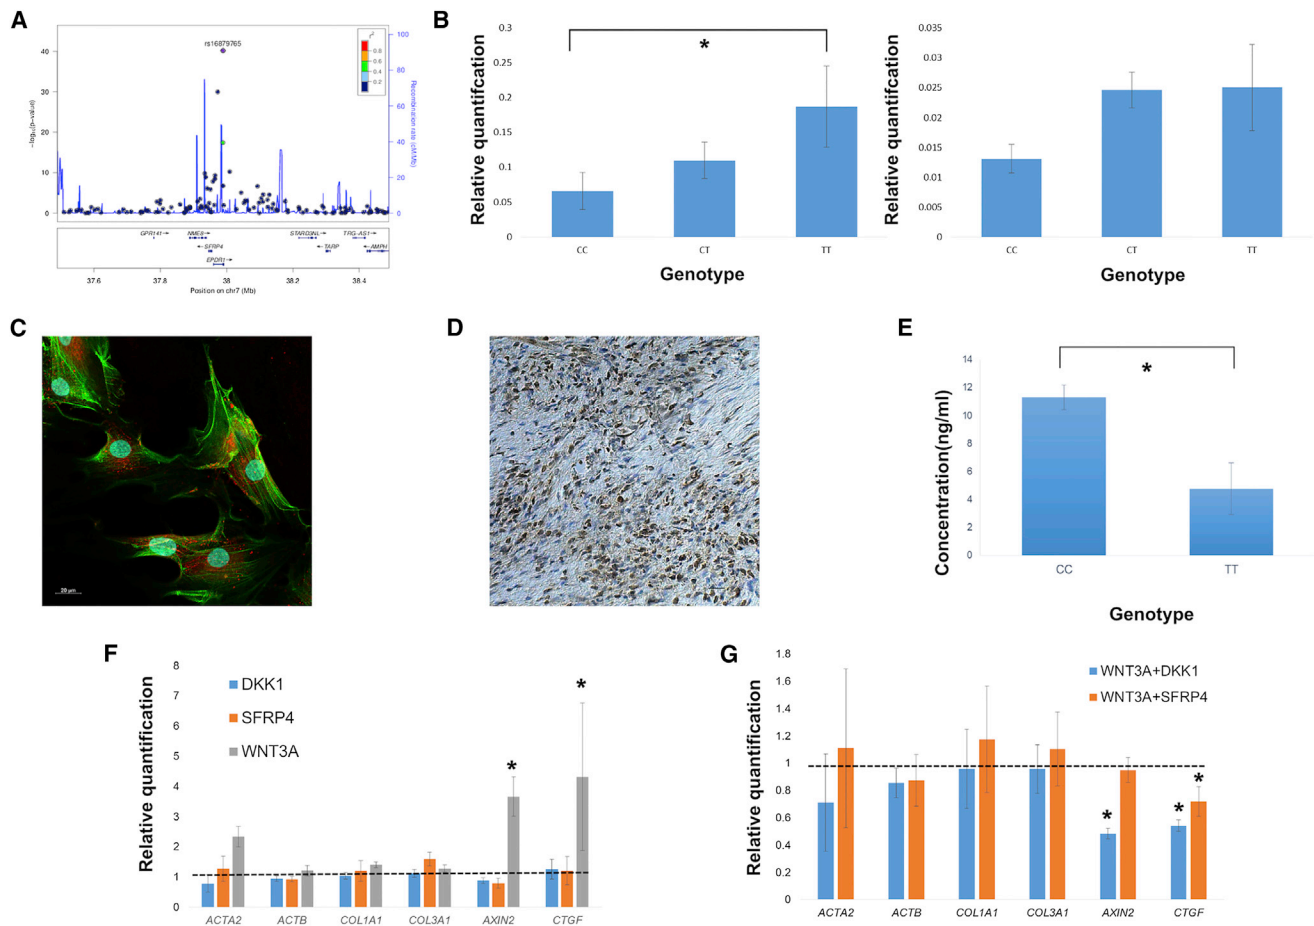 A
rs16879765
r²
0.8
0.6
0.4
0.2
40
30
20
10
0
100
80
60
40
20
0
−log₁₀(p−value)
Recombination rate (cM/Mb)
GPR141→
NME8→
STARD3NL→
TRG−AS1→
←SFRP4
←TARP
←AMPH
EPDR1→
37.6 37.8 38 38.2 38.4
Position on chr7 (Mb)
B
0.3
0.25
0.2
0.15
0.1
0.05
0
Relative quantifcation
*
CC CT TT
Genotype
0.035
0.03
0.025
0.02
0.015
0.01
0.005
0
Relative quantification
CC CT TT
Genotype
C
20 µm
D
E
14
12
10
8
6
4
2
0
Concentration(ng/ml)
*
CC TT
Genotype
F
8
7
6
5
4
3
2
1
0
Relative quantification
DKK1
SFRP4
WNT3A
* *
ACTA2 ACTB COL1A1 COL3A1 AXIN2 CTGF
G
1.8
1.6
1.4
1.2
1
0.8
0.6
0.4
0.2
0
Relative quantification
WNT3A+DKK1
WNT3A+SFRP4
* * *
ACTA2 ACTB COL1A1 COL3A1 AXIN2 CTGF